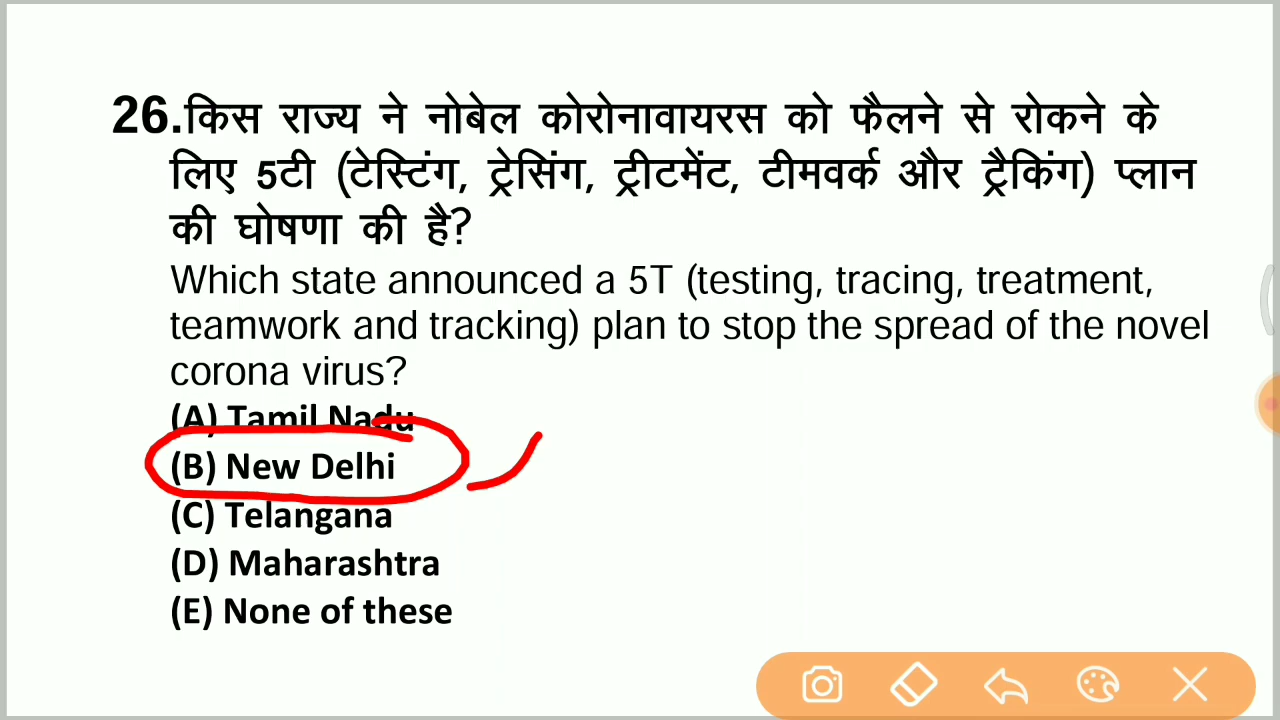 26.किस राज्य ने नोबेल कोरोनावायरस को फैलने से रोकने के
लिए 5टी (टेस्टिंग, ट्रेसिंग, ट्रीटमेंट, टीमवर्क और ट्रैकिंग) प्लान
की घोषणा की है?
Which state announced a 5T (testing, tracing, treatment,
teamwork and tracking) plan to stop the spread of the novel
corona virus?
(A) Tamil Nadu
(B) New Delhi
(C) Telangana
(D) Maharashtra
(E) None of these